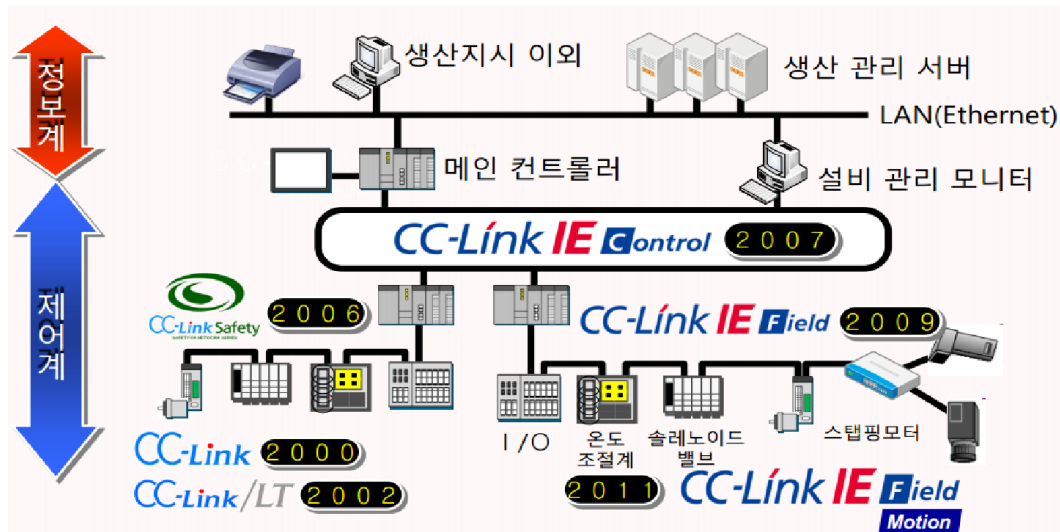 정보계
생산지시 이외
생산 관리 서버
LAN(Ethernet)
메인 컨트롤러
설비 관리 모니터
CC-Link IE Control 2007
제어계
CC-Link Safety 2006
SAFETY FIELD NETWORK SERIES
CC-Link IE Field 2009
I/O
온도
조절계
솔레노이드
밸브
스탭핑모터
CC-Link 2000
CC-Link/LT 2002
2011 CC-Link IE Field
Motion